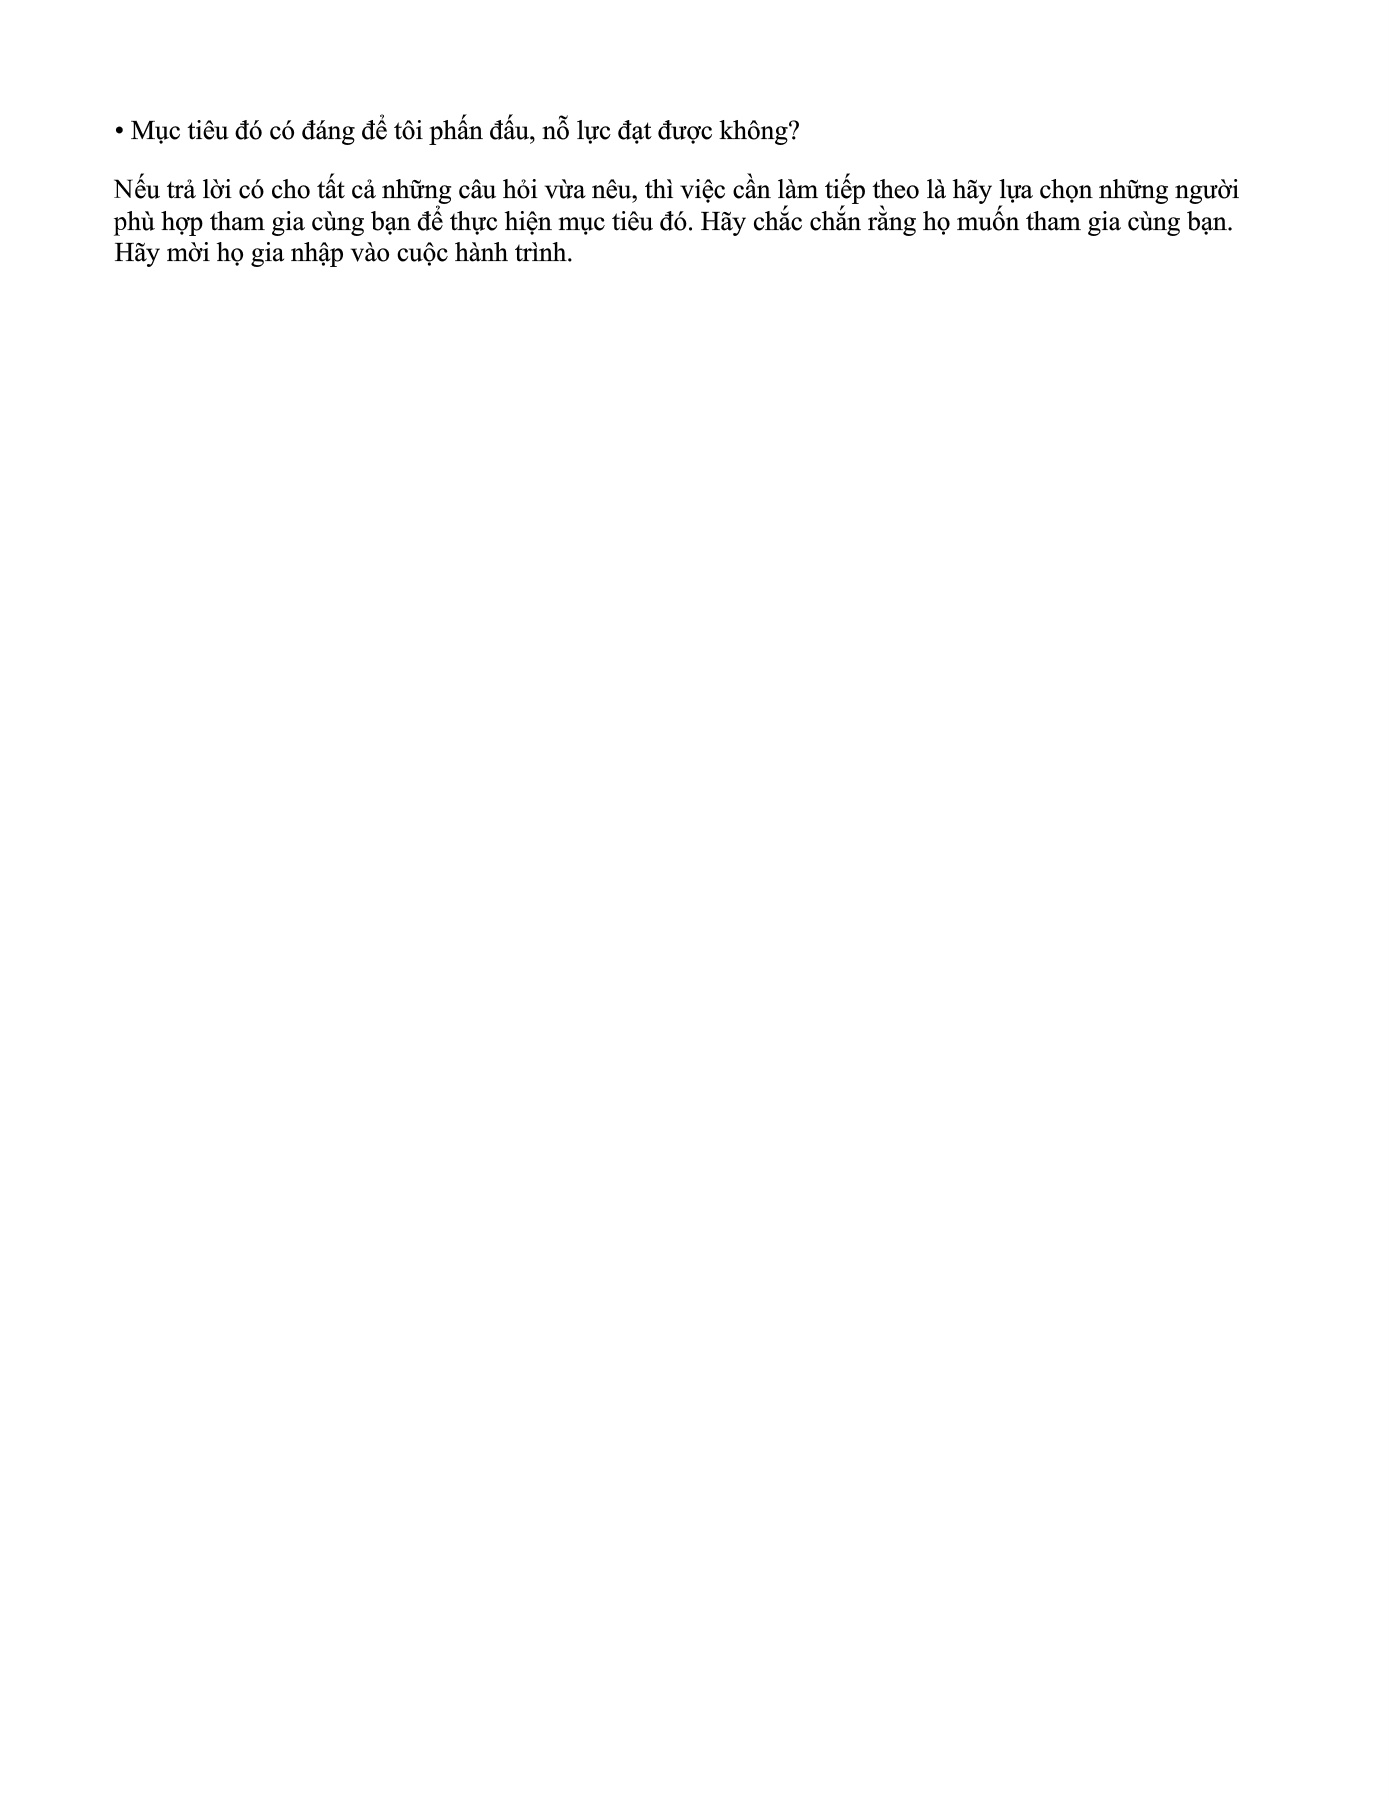 • Mục tiêu đó có đáng để tôi phấn đấu, nỗ lực đạt được không?
Nếu trả lời có cho tất cả những câu hỏi vừa nêu, thì việc cần làm tiếp theo là hãy lựa chọn những người
phù hợp tham gia cùng bạn để thực hiện mục tiêu đó. Hãy chắc chắn rằng họ muốn tham gia cùng bạn.
Hãy mời họ gia nhập vào cuộc hành trình.